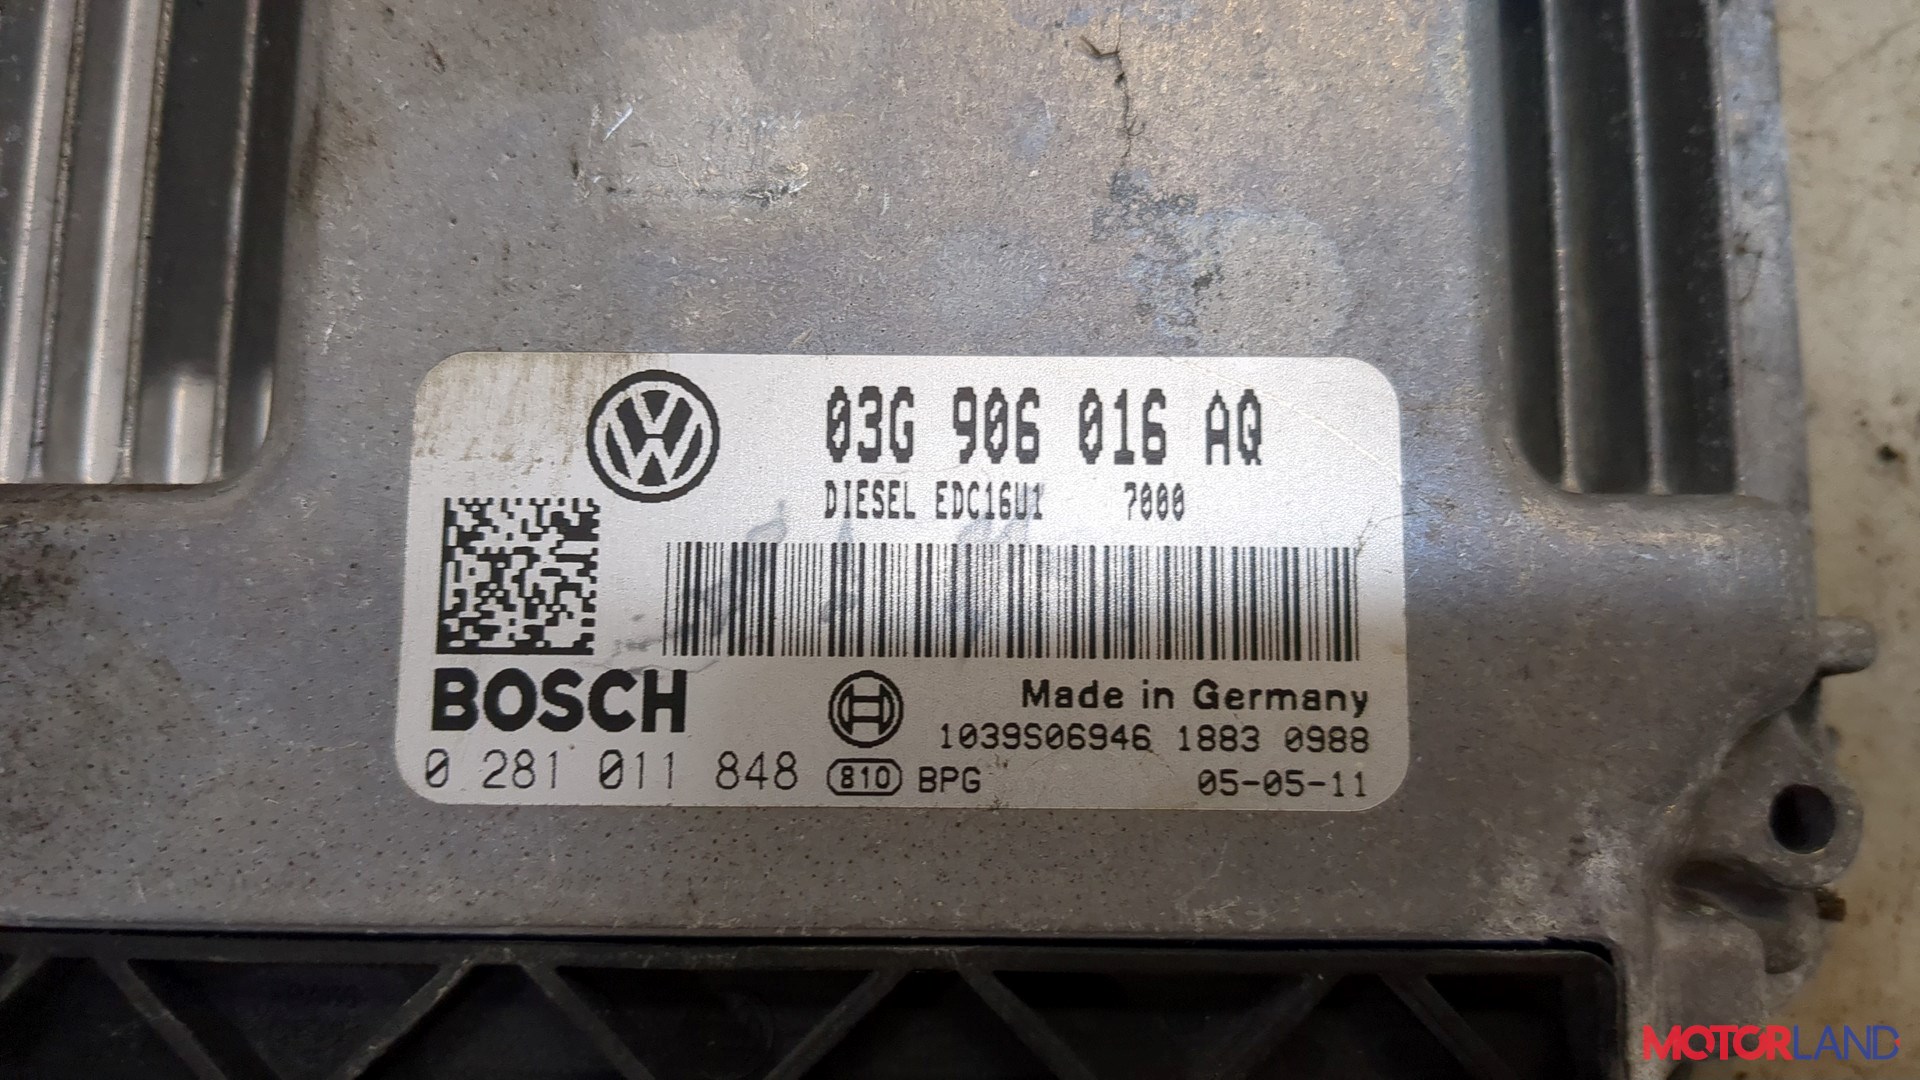 03G 906 016 AQ
DIESEL EDC16U1 7000
BOSCH
Made in Germany
1039S06946 1883 0988
0 281 011 848 810 BPG 05-05-11
MOTORLAND